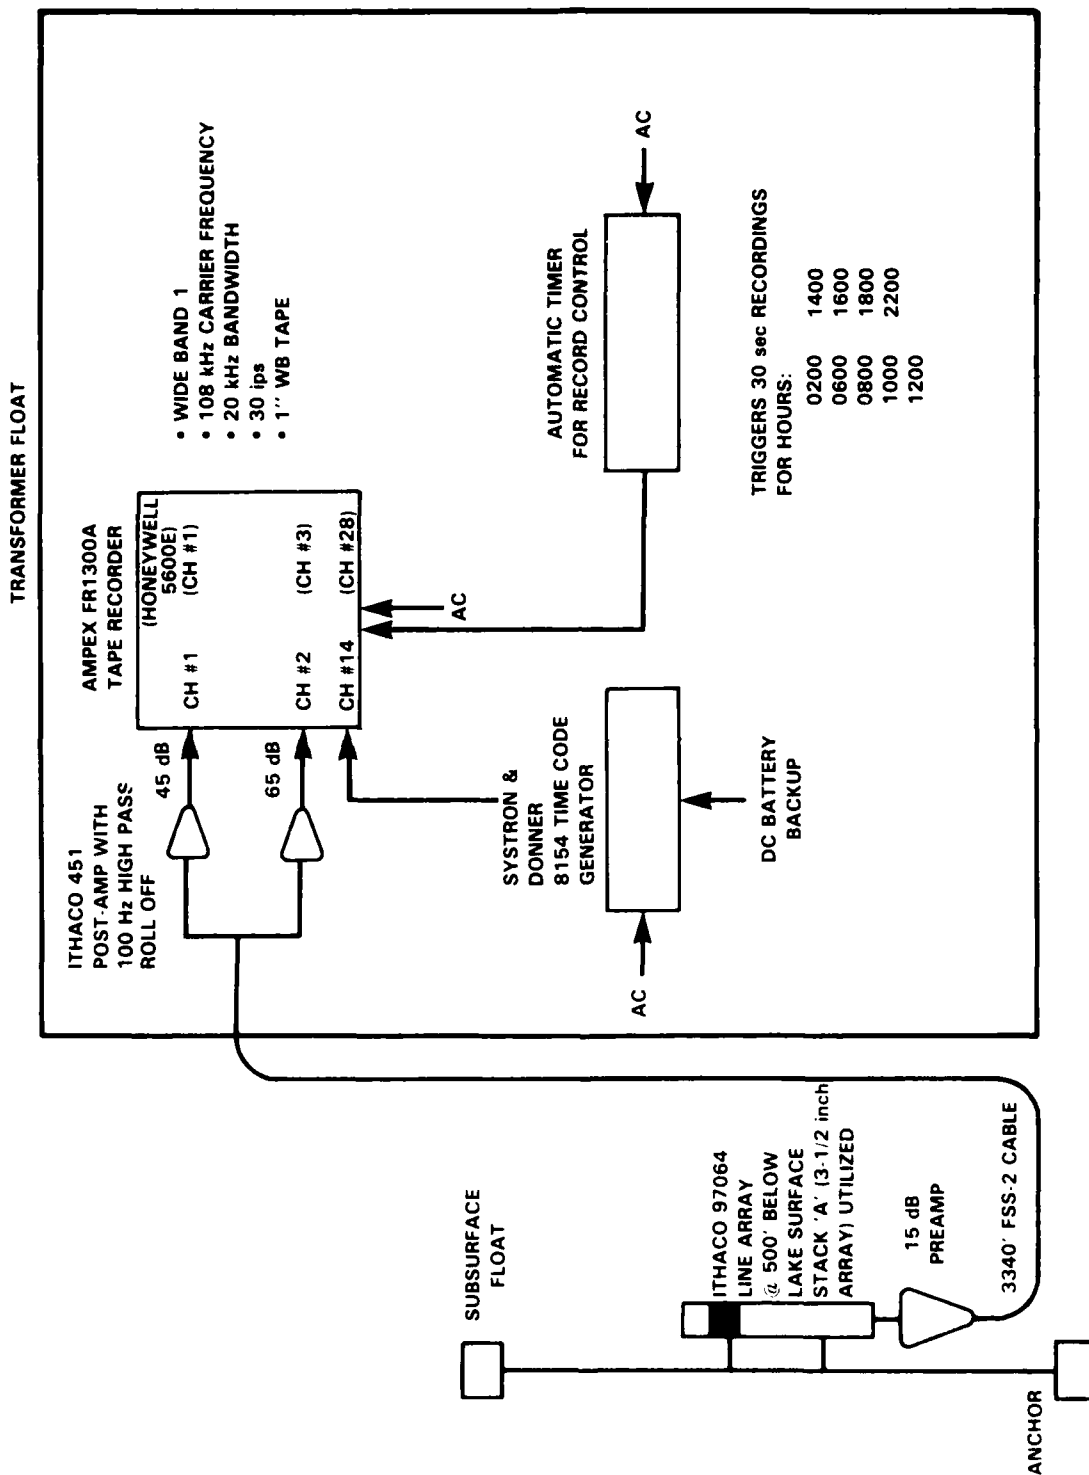 TRANSFORMER FLOAT
ITHACO 451
POST-AMP WITH
100 Hz HIGH PASS
ROLL OFF
45 dB
65 dB
AMPEX FR1300A
TAPE RECORDER
(HONEYWELL
5600E)
CH #1 (CH #1)
CH #2 (CH #3)
CH #14 (CH #28)
• WIDE BAND 1
• 108 kHz CARRIER FREQUENCY
• 20 kHz BANDWIDTH
• 30 ips
• 1" WB TAPE
AC
SYSTRON &
DONNER
8154 TIME CODE
GENERATOR
AC
DC BATTERY
BACKUP
AUTOMATIC TIMER
FOR RECORD CONTROL
AC
TRIGGERS 30 sec RECORDINGS
FOR HOURS:
0200 1400
0600 1600
0800 1800
1000 2200
1200
SUBSURFACE
FLOAT
ITHACO 97064
LINE ARRAY
@ 500' BELOW
LAKE SURFACE
STACK 'A' (3-1/2 inch
ARRAY) UTILIZED
15 dB
PREAMP
3340' FSS-2 CABLE
ANCHOR